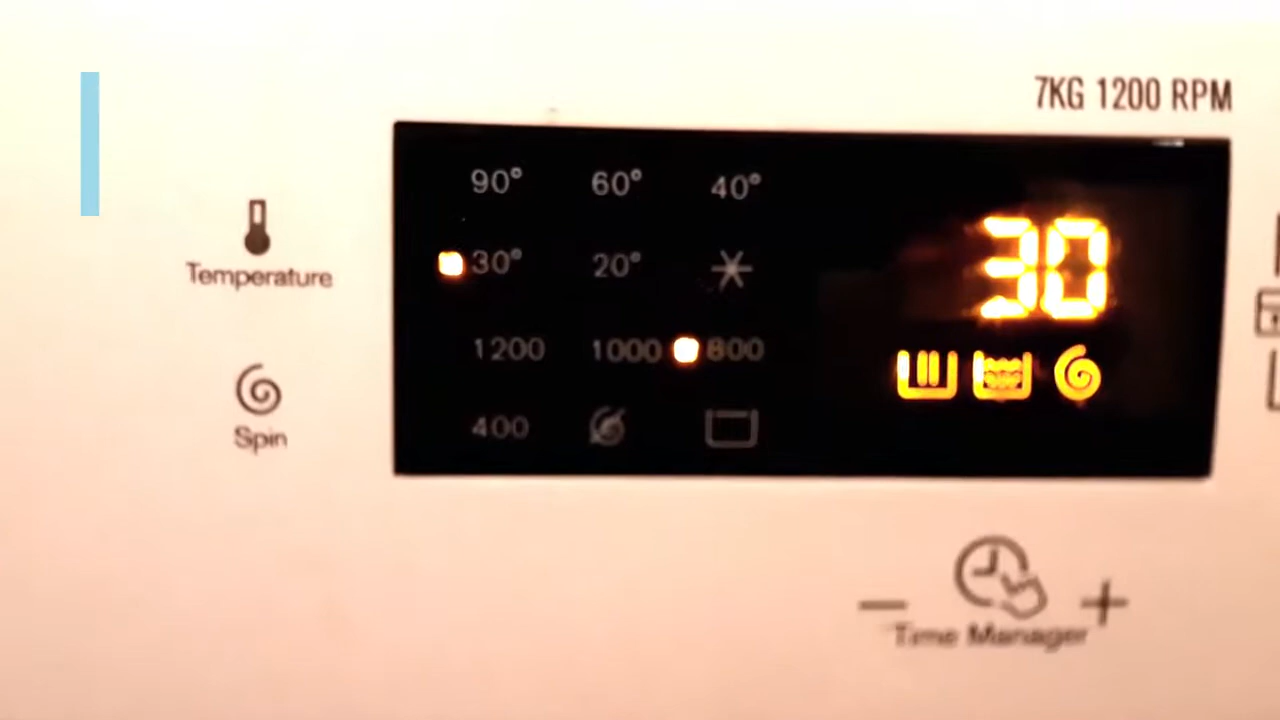 7KG 1200 RPM
90° 60° 40°
Temperature
30° 20°
30
1200 1000 800
Spin
400
Time Manager